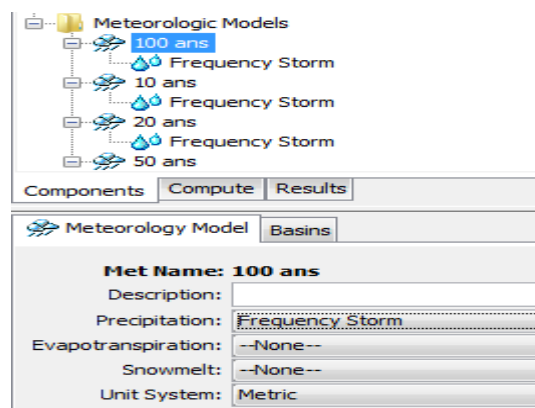 Meteorologic Models
100 ans
Frequency Storm
10 ans
Frequency Storm
20 ans
Frequency Storm
50 ans
Components Compute Results
Meteorology Model Basins
Met Name: 100 ans
Description:
Precipitation: Frequency Storm
Evapotranspiration: --None--
Snowmelt: --None--
Unit System: Metric